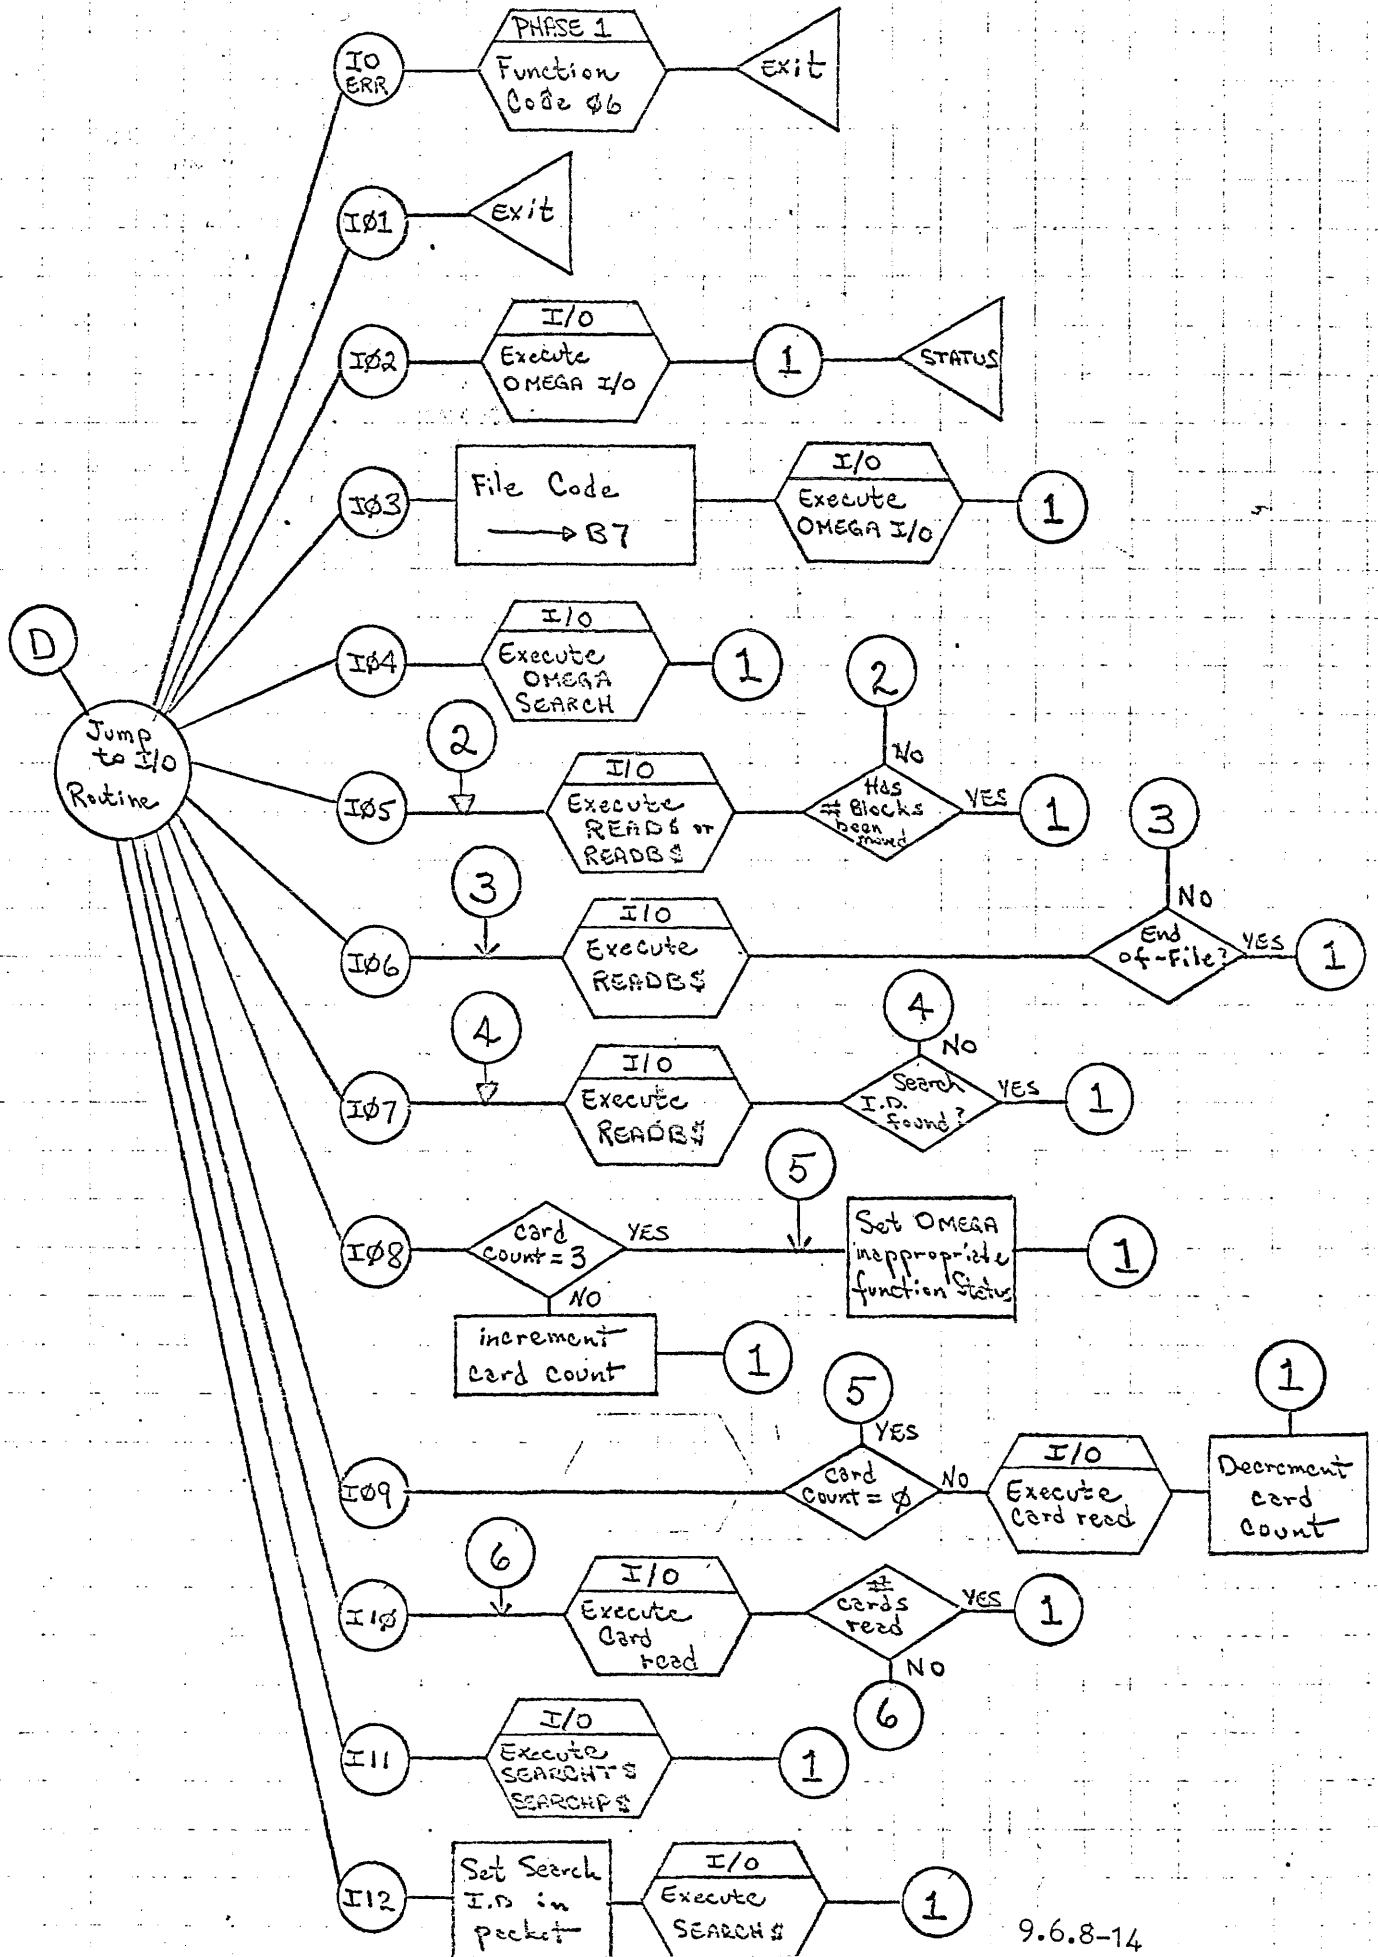 PHASE 1
IO
ERR
Function
Code Ø6
Exit
IØ1
Exit
IØ2
I/O
Execute
OMEGA I/O
1
STATUS
IØ3
File Code
→ B7
I/O
Execute
OMEGA I/O
1
D
Jump
to I/O
Routine
IØ4
I/O
Execute
OMEGA
SEARCH
1
2
2
NO
IØ5
I/O
Execute
READ$ or
READB$
Has
# Blocks
been
moved
YES
1
3
3
NO
IØ6
I/O
Execute
READB$
End
of-File?
YES
1
4
4
NO
IØ7
I/O
Execute
READB$
Search
I.D.
found?
YES
1
5
IØ8
card
count = 3
YES
Set OMEGA
inappropriate
function Status
1
NO
increment
card count
1
5
YES
1
IØ9
card
count = Ø
NO
I/O
Execute
Card read
Decrement
card
count
6
I1Ø
I/O
Execute
Card
read
#
cards
read
YES
1
NO
6
I11
I/O
Execute
SEARCHT$
SEARCHP$
1
I12
Set Search
I.D in
packet
I/O
Execute
SEARCH$
1
9.6.8-14